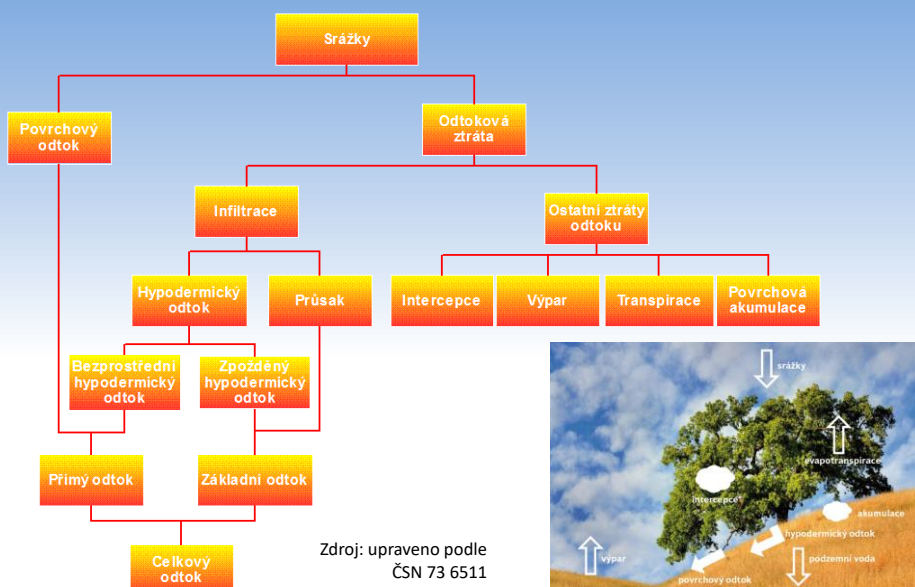 Srážky
Povrchový
odtok
Odtoková
ztráta
Infiltrace
Ostatní ztráty
odtoku
Hypodermický
odtok
Průsak
Intercepce
Výpar
Transpirace
Povrchová
akumulace
Bezprostřední
hypodermický
odtok
Zpožděný
hypodermický
odtok
Přímý odtok
Základní odtok
Celkový
odtok
Zdroj: upraveno podle
ČSN 73 6511
srážky
evapotranspirace
intercepce
akumulace
hypodermický odtok
výpar
podzemní voda
povrchový odtok